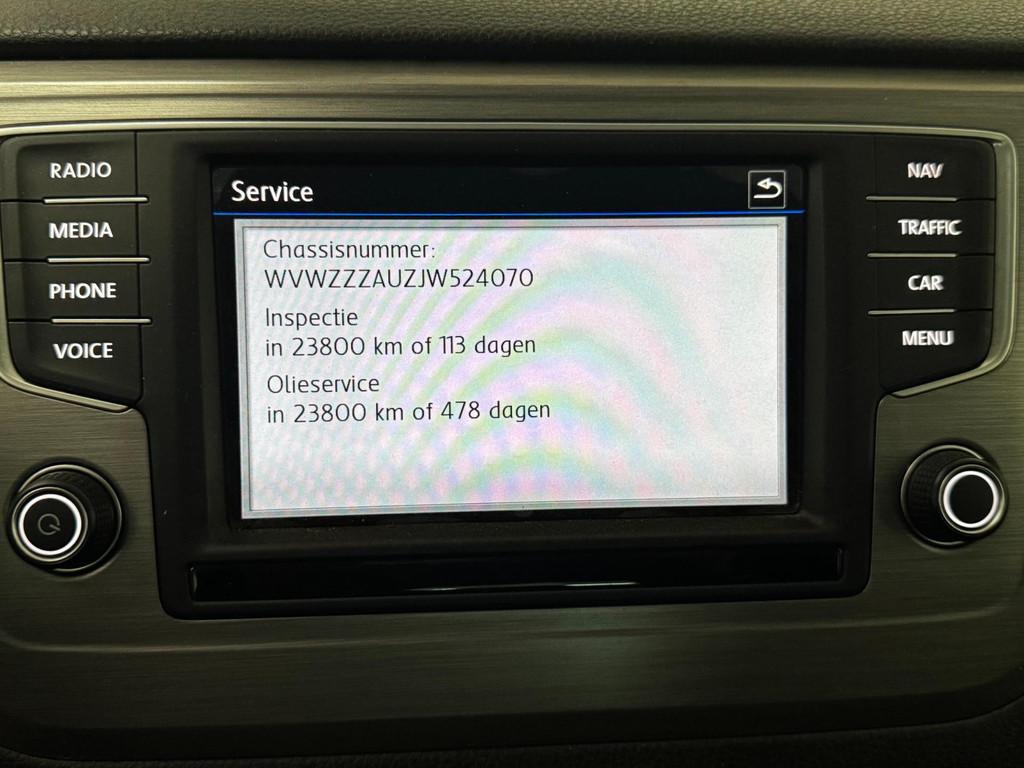 RADIO
MEDIA
PHONE
VOICE
Service
Chassisnummer:
WVWZZZAUZJW524070
Inspectie
in 23800 km of 113 dagen
Olieservice
in 23800 km of 478 dagen
NAV
TRAFFIC
CAR
MENU